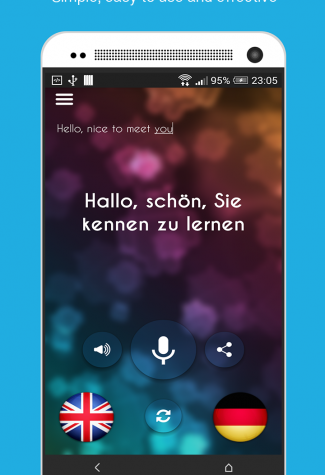 Simple, easy to use and effective
95% 23:05
Hello, nice to meet you
Hallo, schön, Sie
kennen zu lernen